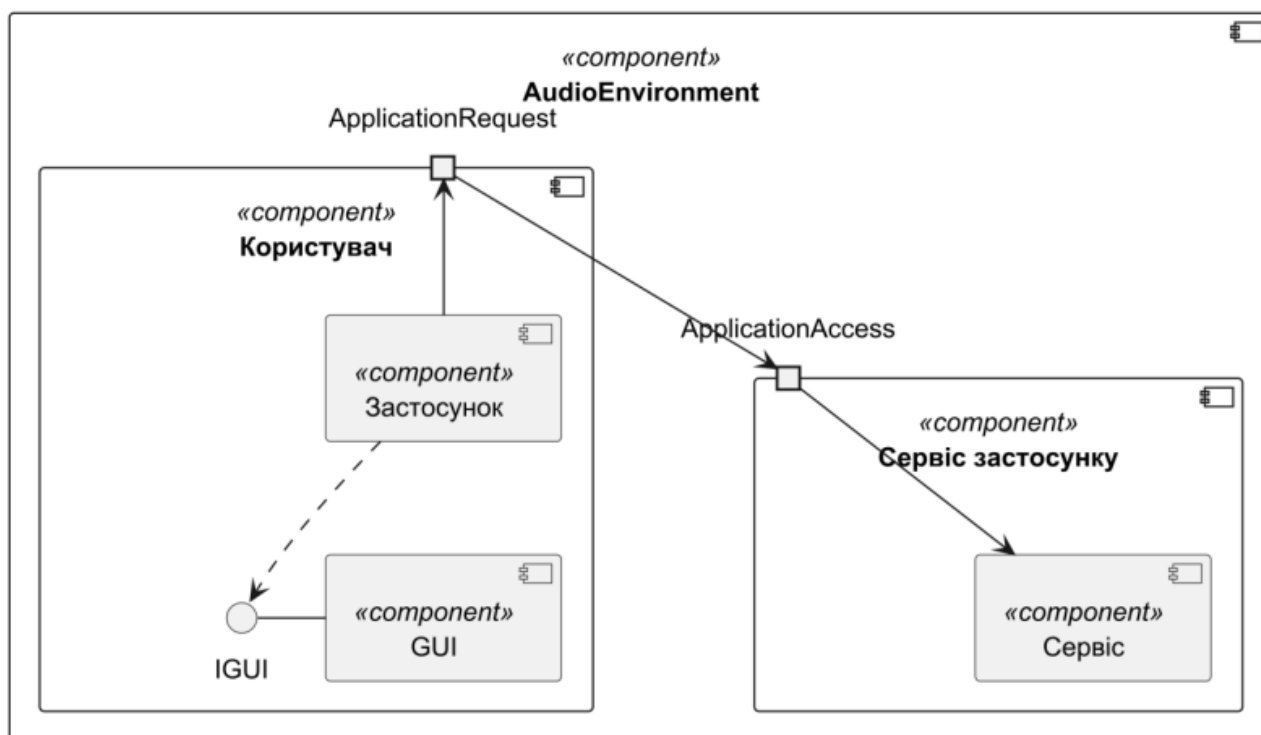 «component»
AudioEnvironment
ApplicationRequest
«component»
Користувач
ApplicationAccess
«component»
Застосунок
«component»
Сервіс застосунку
«component»
GUI
IGUI
«component»
Сервіс